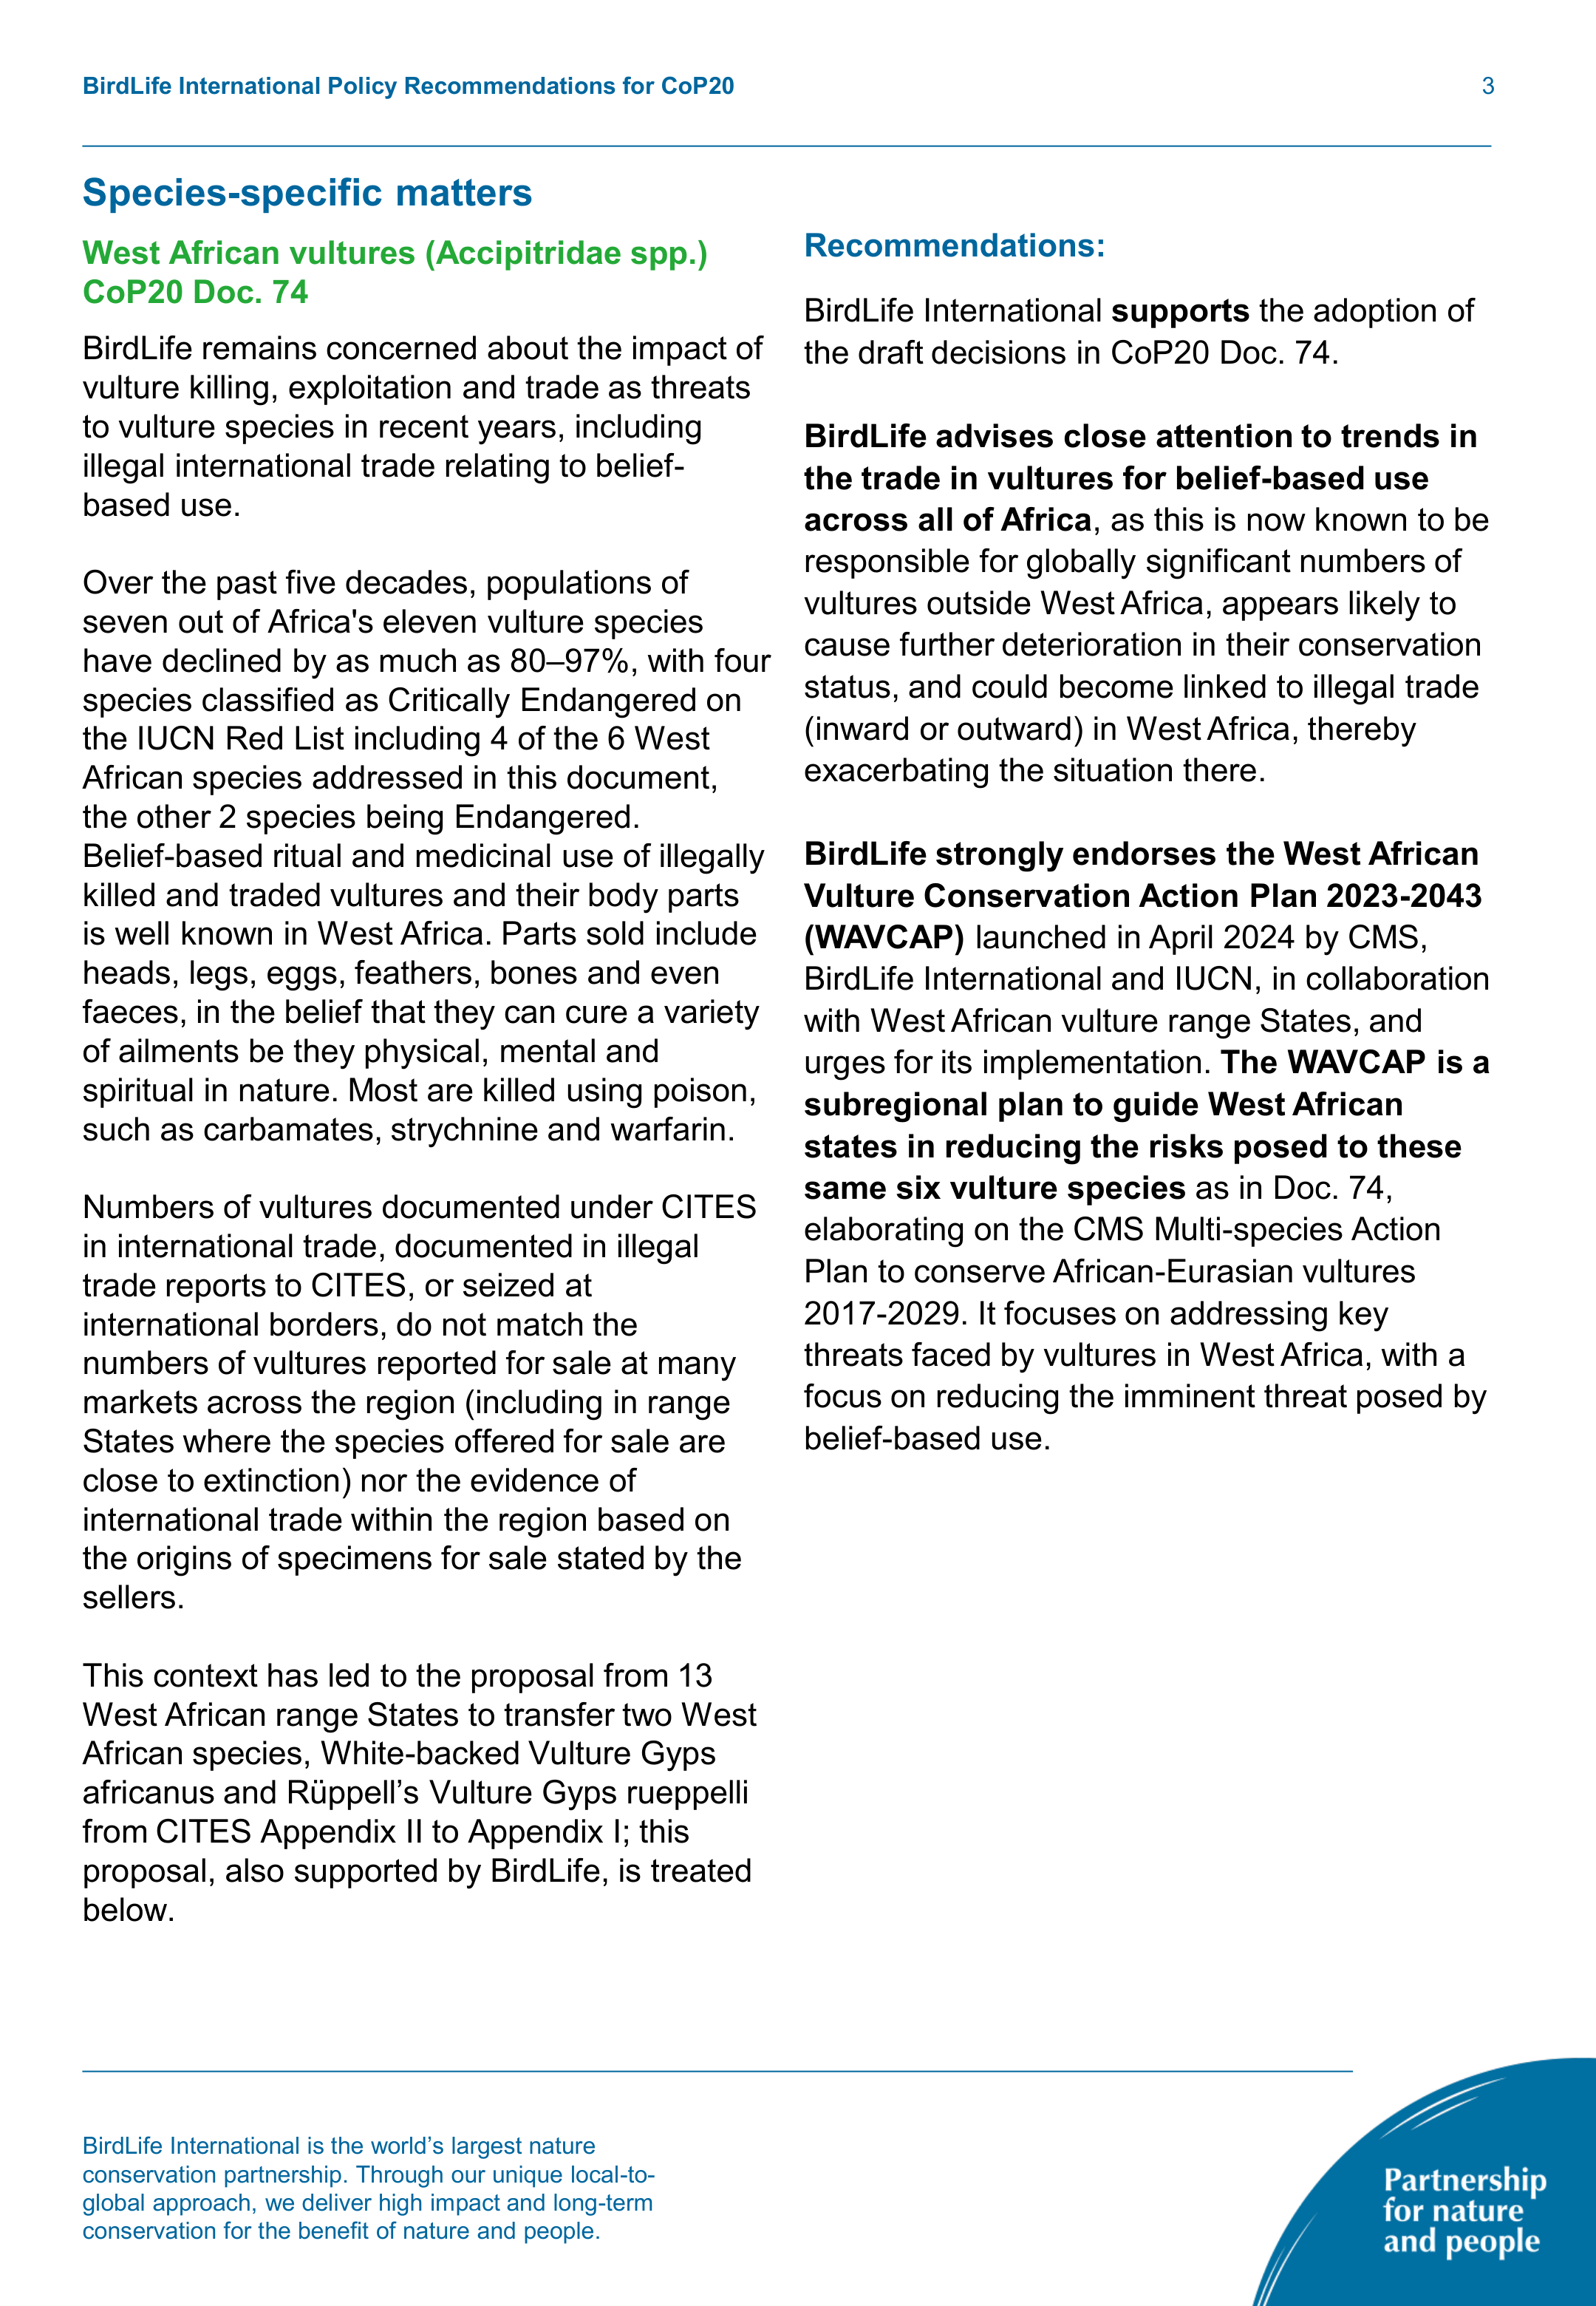 BirdLife International Policy Recommendations for CoP20
3
Species-specific matters
West African vultures (Accipitridae spp.)
CoP20 Doc. 74
BirdLife remains concerned about the impact of
vulture killing, exploitation and trade as threats
to vulture species in recent years, including
illegal international trade relating to belief-
based use.
Over the past five decades, populations of
seven out of Africa's eleven vulture species
have declined by as much as 80–97%, with four
species classified as Critically Endangered on
the IUCN Red List including 4 of the 6 West
African species addressed in this document,
the other 2 species being Endangered.
Belief-based ritual and medicinal use of illegally
killed and traded vultures and their body parts
is well known in West Africa. Parts sold include
heads, legs, eggs, feathers, bones and even
faeces, in the belief that they can cure a variety
of ailments be they physical, mental and
spiritual in nature. Most are killed using poison,
such as carbamates, strychnine and warfarin.
Numbers of vultures documented under CITES
in international trade, documented in illegal
trade reports to CITES, or seized at
international borders, do not match the
numbers of vultures reported for sale at many
markets across the region (including in range
States where the species offered for sale are
close to extinction) nor the evidence of
international trade within the region based on
the origins of specimens for sale stated by the
sellers.
This context has led to the proposal from 13
West African range States to transfer two West
African species, White-backed Vulture Gyps
africanus and Rüppell’s Vulture Gyps rueppelli
from CITES Appendix II to Appendix I; this
proposal, also supported by BirdLife, is treated
below.
Recommendations:
BirdLife International supports the adoption of
the draft decisions in CoP20 Doc. 74.
BirdLife advises close attention to trends in
the trade in vultures for belief-based use
across all of Africa, as this is now known to be
responsible for globally significant numbers of
vultures outside West Africa, appears likely to
cause further deterioration in their conservation
status, and could become linked to illegal trade
(inward or outward) in West Africa, thereby
exacerbating the situation there.
BirdLife strongly endorses the West African
Vulture Conservation Action Plan 2023-2043
(WAVCAP) launched in April 2024 by CMS,
BirdLife International and IUCN, in collaboration
with West African vulture range States, and
urges for its implementation. The WAVCAP is a
subregional plan to guide West African
states in reducing the risks posed to these
same six vulture species as in Doc. 74,
elaborating on the CMS Multi-species Action
Plan to conserve African-Eurasian vultures
2017-2029. It focuses on addressing key
threats faced by vultures in West Africa, with a
focus on reducing the imminent threat posed by
belief-based use.
BirdLife International is the world’s largest nature
conservation partnership. Through our unique local-to-
global approach, we deliver high impact and long-term
conservation for the benefit of nature and people.
Partnership
for nature
and people